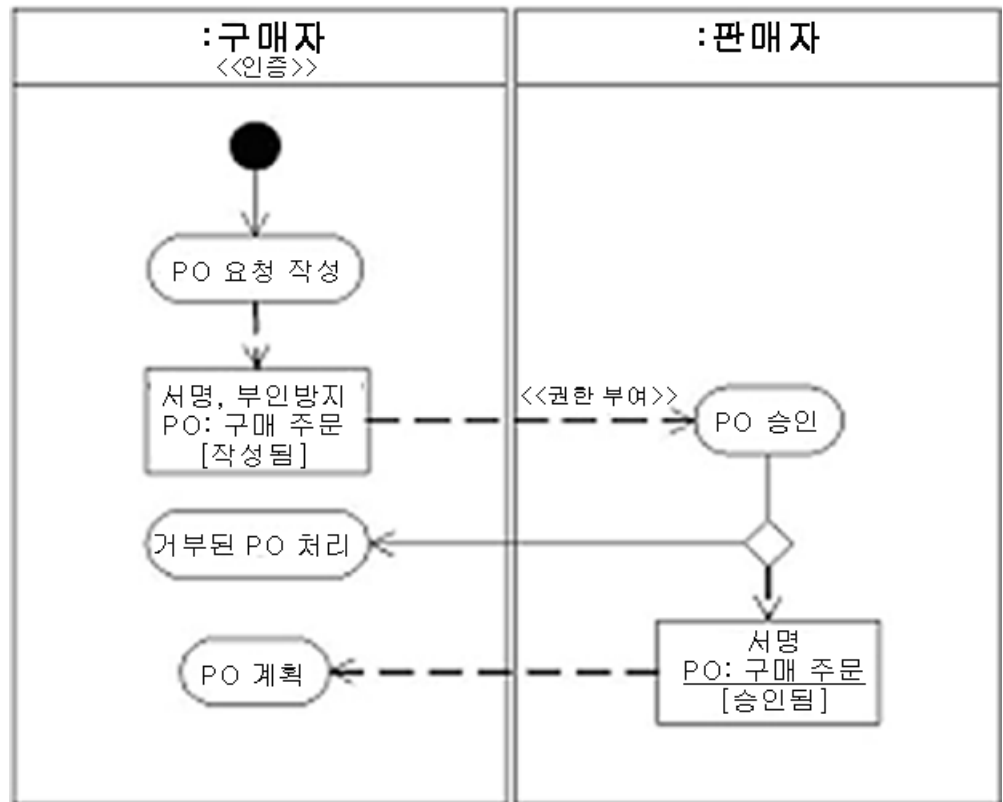 :구매자
<<인증>>
:판매자
PO 요청 작성
서명, 부인방지
PO: 구매 주문
[작성됨]
<<권한 부여>>
PO 승인
거부된 PO 처리
서명
PO: 구매 주문
[승인됨]
PO 계획